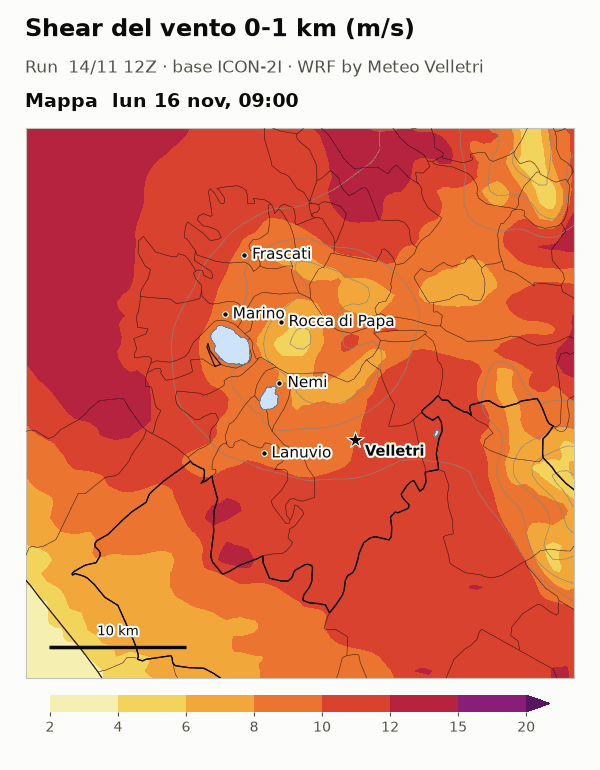 Shear del vento 0-1 km (m/s)
Run  14/11 12Z · base ICON-2I · WRF by Meteo Velletri
Mappa  lun 16 nov, 09:00
Frascati
Marino
Rocca di Papa
Nemi
Velletri
Lanuvio
10 km
2 4 6 8 10 12 15 20